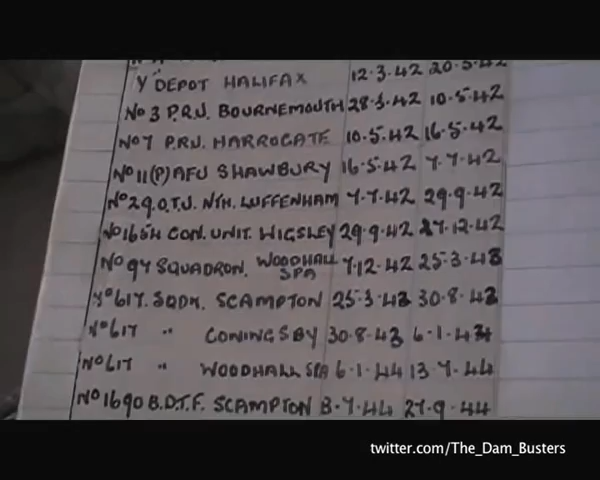 "Y" DEPOT HALIFAX 12·3·42 20·3·42
No 3 P.R.U. BOURNEMOUTH 28·3·42 10·5·42
No 7 P.R.U. HARROGATE 10·5·42 16·5·42
No 11(P) AFU SHAWBURY 16·5·42 7·7·42
No 29. O.T.U. NTH. LUFFENHAM 7·7·42 29·9·42
No 1654 CON. UNIT. WIGSLEY 29·9·42 27·12·42
No 97 SQUADRON. WOODHALL SPA 7·12·42 25·3·43
No 617. SQDN. SCAMPTON 25·3·43 30·8·43
No 617 " CONINGSBY 30·8·43 6·1·44
No 617 " WOODHALL SPA 6·1·44 13·7·44
No 1690 B.D.T.F. SCAMPTON 13·7·44 27·9·44
twitter.com/The_Dam_Busters